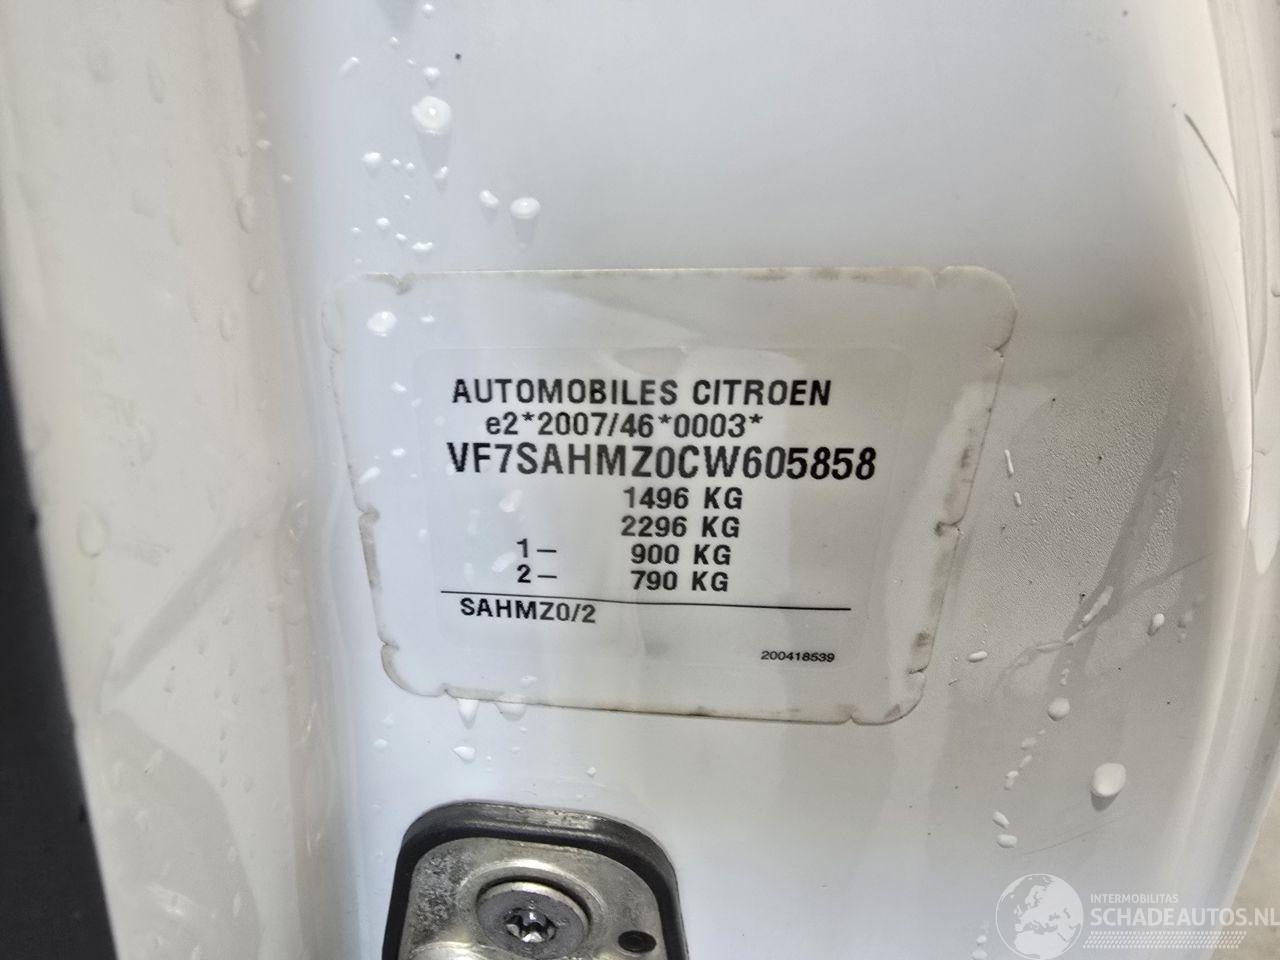 AUTOMOBILES CITROEN
e2*2007/46*0003*
VF7SAHMZ0CW605858
1496 KG
2296 KG
1– 900 KG
2– 790 KG
SAHMZ0/2
200418539
INTERMOBILITAS
SCHADEAUTOS.NL